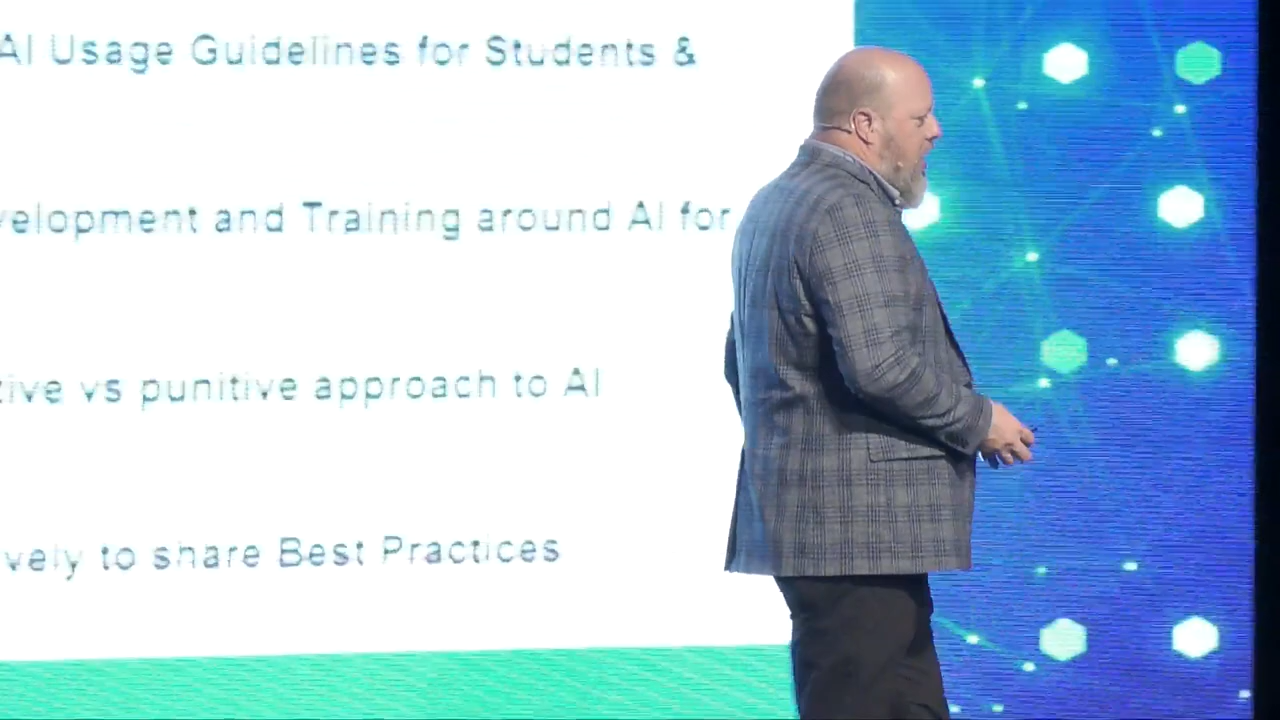 AI Usage Guidelines for Students &
velopment and Training around AI for
ive vs punitive approach to AI
vely to share Best Practices